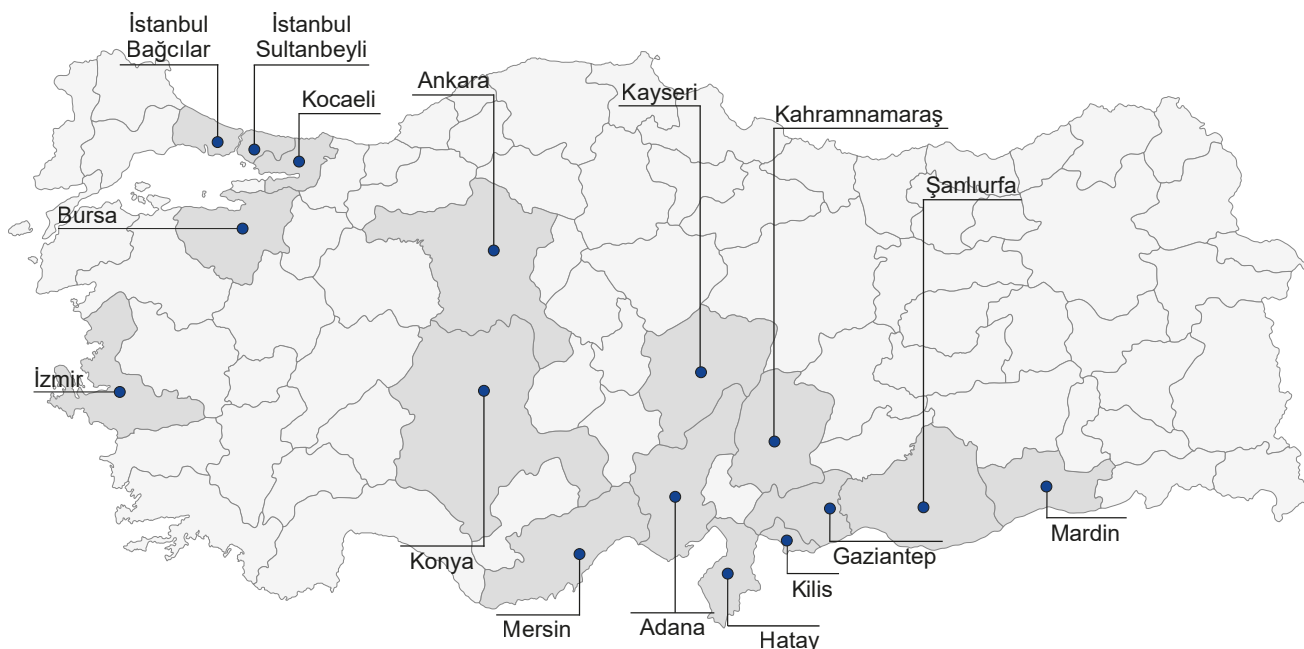 İstanbul
Bağcılar
İstanbul
Sultanbeyli
Kocaeli
Ankara
Kayseri
Kahramnamaraş
Şanlıurfa
Bursa
İzmir
Konya
Mersin
Adana
Hatay
Kilis
Gaziantep
Mardin